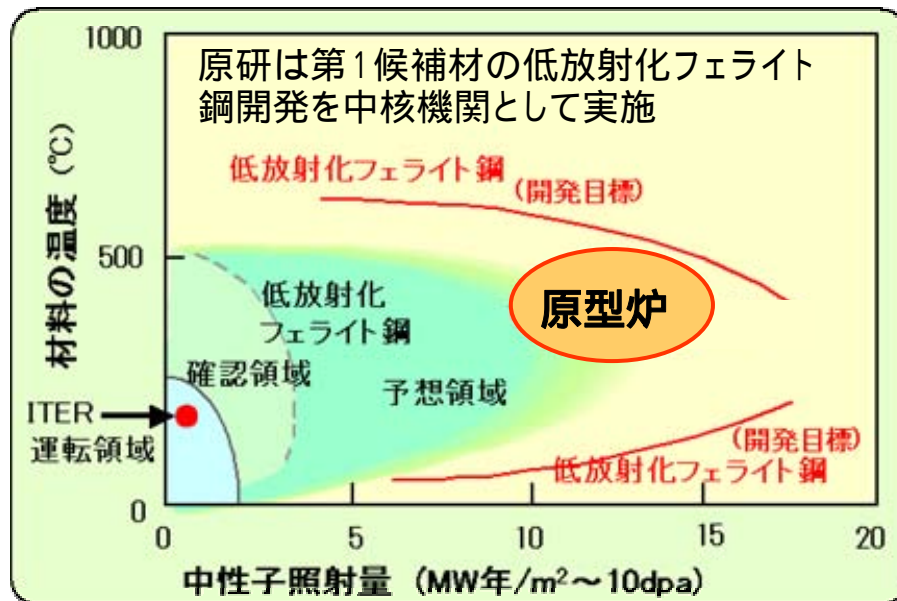 1000
原研は第1候補材の低放射化フェライト
鋼開発を中核機関として実施
低放射化フェライト鋼
(開発目標)
材料の温度 (℃)
500
原型炉
低放射化
フェライト鋼
確認領域
予想領域
ITER
運転領域
(開発目標)
低放射化フェライト鋼
0
0
5
10
15
20
中性子照射量 (MW年/m²～10dpa)